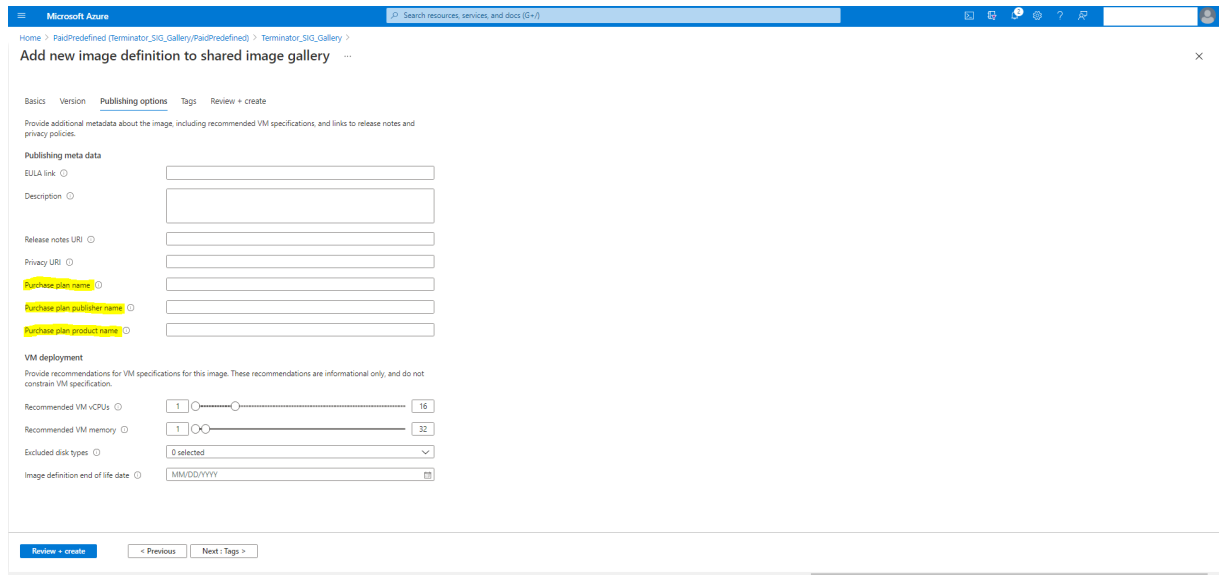 Microsoft Azure
Search resources, services, and docs (G+/)
2
Home > PaidPredefined (Terminator_SIG_Gallery/PaidPredefined) > Terminator_SIG_Gallery >
Add new image definition to shared image gallery ...
Basics Version Publishing options Tags Review + create
Provide additional metadata about the image, including recommended VM specifications, and links to release notes and
privacy policies.
Publishing meta data
EULA link
Description
Release notes URI
Privacy URI
Purchase plan name
Purchase plan publisher name
Purchase plan product name
VM deployment
Provide recommendations for VM specifications for this image. These recommendations are informational only, and do not
constrain VM specification.
Recommended VM vCPUs 1 16
Recommended VM memory 1 32
Excluded disk types 0 selected
Image definition end of life date MM/DD/YYYY
Review + create < Previous Next : Tags >